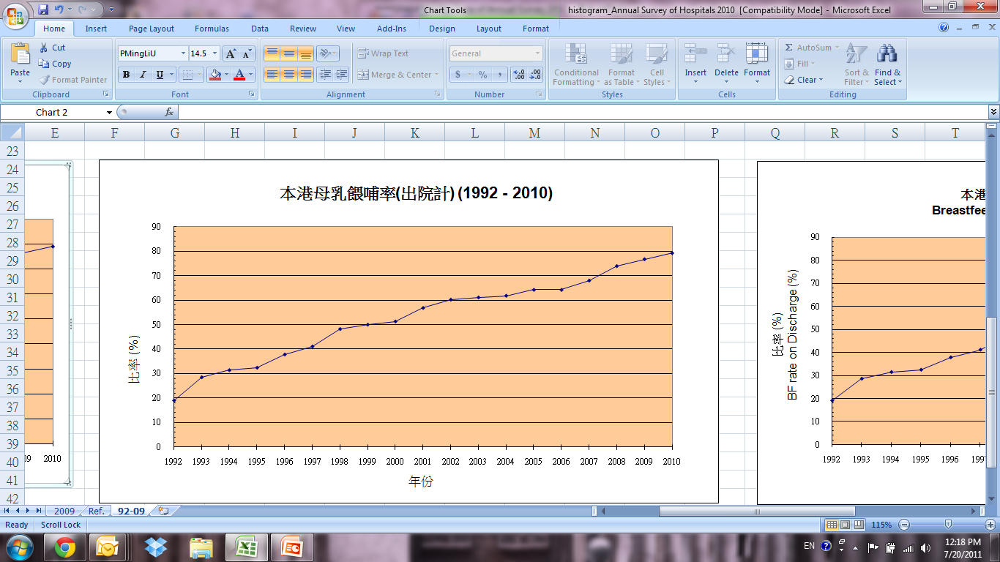 Chart Tools
histogram_Annual Survey of Hospitals 2010 [Compatibility Mode] - Microsoft Excel
Home Insert Page Layout Formulas Data Review View Add-Ins Design Layout Format
Paste
Cut
Copy
Format Painter
Clipboard
PMingLiU 14.5
B I U
Font
Wrap Text
Merge & Center
Alignment
General
$ % ,
Number
Conditional Formatting
Format as Table
Cell Styles
Styles
Insert Delete Format
Cells
AutoSum
Fill
Clear
Sort & Filter
Find & Select
Editing
Chart 2
fx
E F G H I J K L M N O P Q R S T
23
24
25
26
27
28
29
30
31
32
33
34
35
36
37
38
39
40
41
42
2010
本港母乳餵哺率(出院計) (1992 - 2010)
90
80
70
60
50
40
30
20
10
0
比率 (%)
1992 1993 1994 1995 1996 1997 1998 1999 2000 2001 2002 2003 2004 2005 2006 2007 2008 2009 2010
年份
本港
Breastfee
90
80
70
60
50
40
30
20
10
0
比率 (%)
BF rate on Discharge (%)
1992 1993 1994 1995 1996 199
2009 Ref. 92-09
Ready Scroll Lock
115%
EN
12:18 PM
7/20/2011